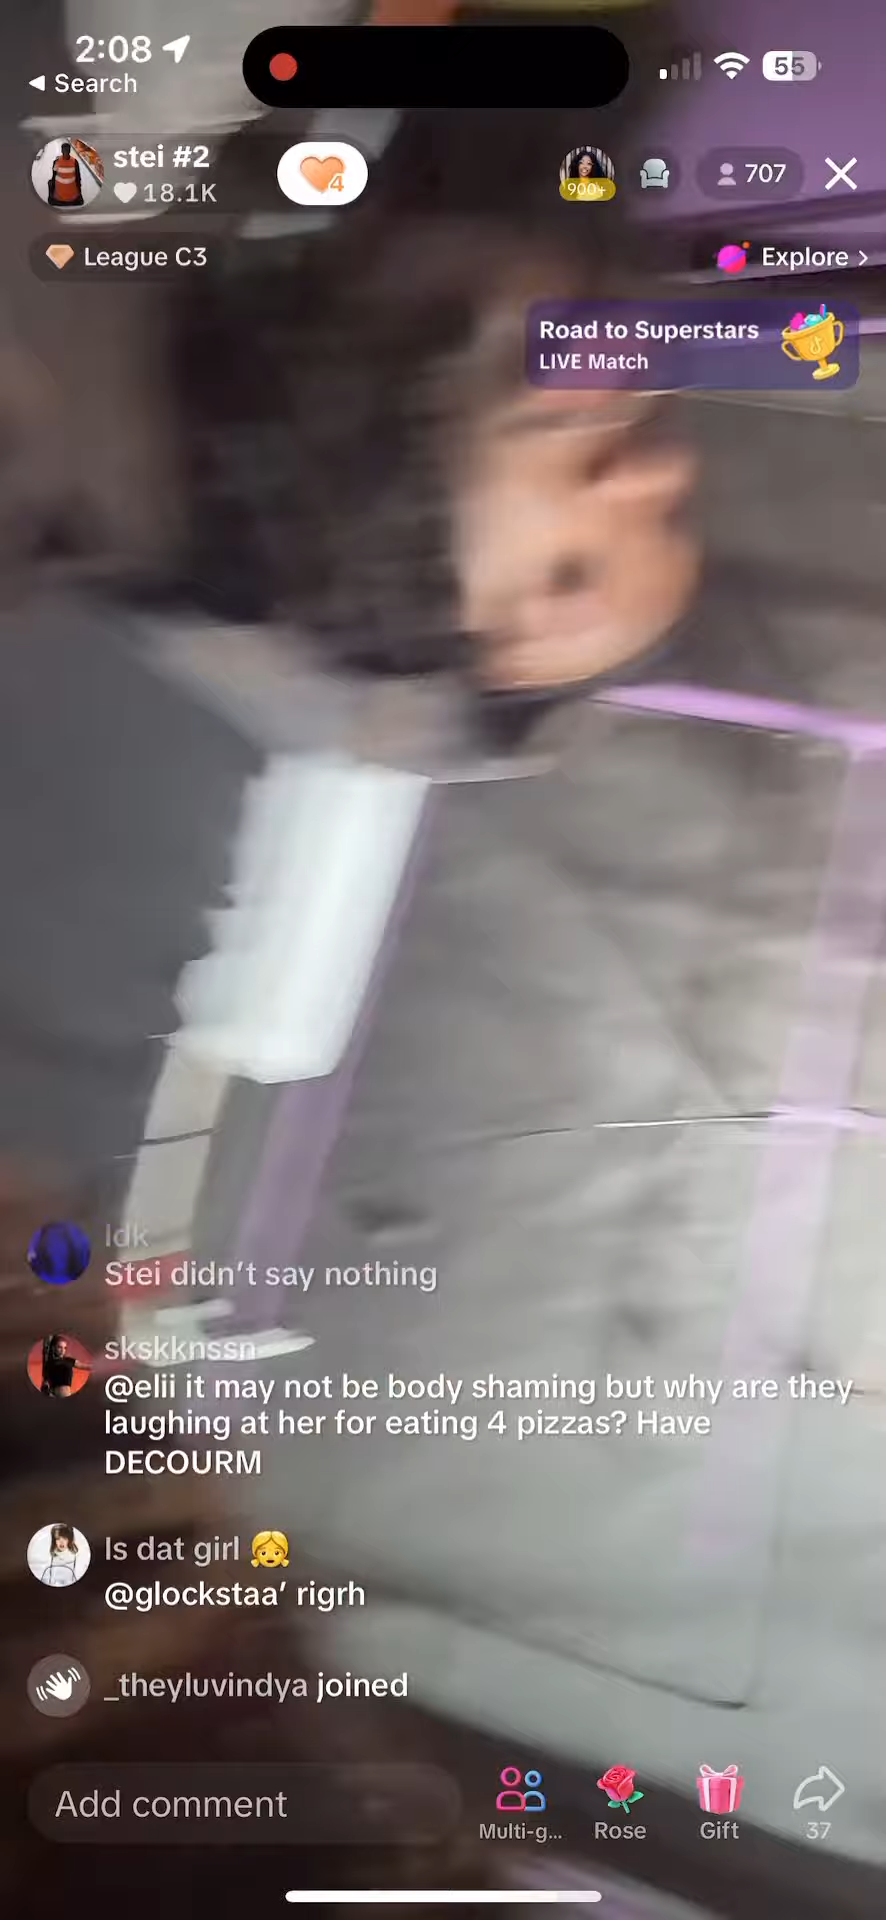 2:08
55
Search
stei #2
18.1K
4
900+
707
League C3
Explore
Road to Superstars
LIVE Match
Idk
Stei didn’t say nothing
skskknssn
@elii it may not be body shaming but why are they
laughing at her for eating 4 pizzas? Have
DECOURM
Is dat girl 👧
@glockstaa’ rigrh
_theyluvindya joined
Add comment
Multi-g...
Rose
Gift
37